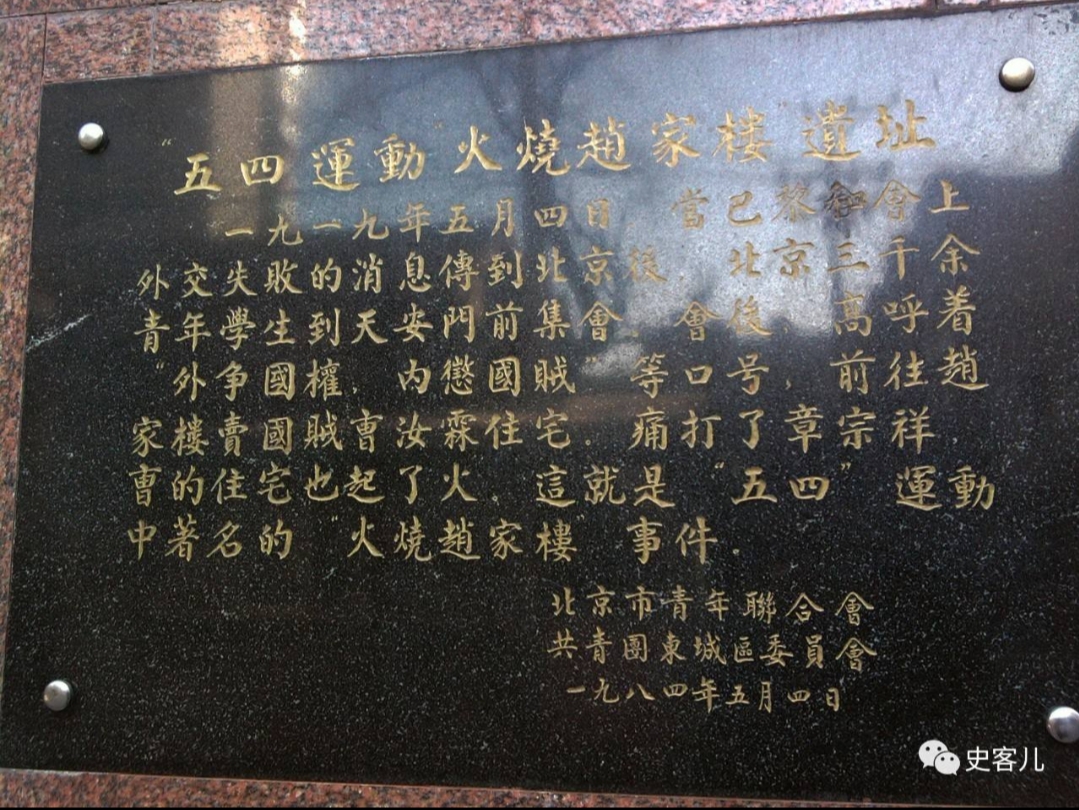 “五四運動“火燒趙家樓”遺址
一九一九年五月四日,當巴黎和會上
外交失敗的消息傳到北京後,北京三千余
青年學生到天安門前集會,會後,高呼着
“外争國權,内懲國賊”等口号,前往趙
家樓賣國賊曹汝霖住宅,痛打了章宗祥,
曹的住宅也起了火。這就是“五四”運動
中著名的“火燒趙家樓”事件.
北京市青年聯合會
共青團東城區委員會
一九八四年五月四日
史客儿